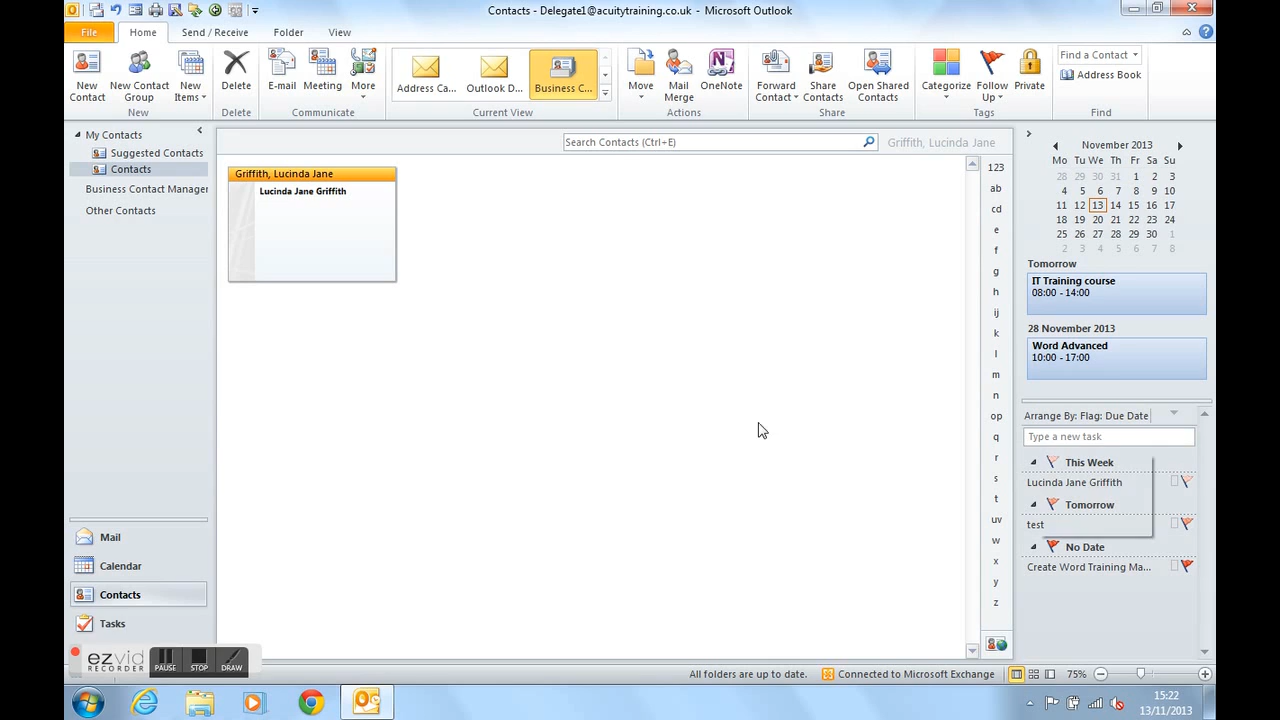 Contacts - Delegate1@acuitytraining.co.uk - Microsoft Outlook
File Home Send / Receive Folder View
New Contact
New Contact Group
New Items
New
Delete
Delete
E-mail
Meeting
More
Communicate
Address Ca...
Outlook D...
Business C...
Current View
Move
Mail Merge
OneNote
Actions
Forward Contact
Share Contacts
Open Shared Contacts
Share
Categorize
Follow Up
Private
Tags
Find a Contact
Address Book
Find
My Contacts
Suggested Contacts
Contacts
Business Contact Manager
Other Contacts
Mail
Calendar
Contacts
Tasks
Search Contacts (Ctrl+E)
Griffith, Lucinda Jane
Griffith, Lucinda Jane
Lucinda Jane Griffith
123
ab
cd
e
f
g
h
ij
k
l
m
n
op
q
r
s
t
uv
w
x
y
z
November 2013
Mo Tu We Th Fr Sa Su
28 29 30 31 1 2 3
4 5 6 7 8 9 10
11 12 13 14 15 16 17
18 19 20 21 22 23 24
25 26 27 28 29 30 1
2 3 4 5 6 7 8
Tomorrow
IT Training course
08:00 - 14:00
28 November 2013
Word Advanced
10:00 - 17:00
Arrange By: Flag: Due Date
Type a new task
This Week
Lucinda Jane Griffith
Tomorrow
test
No Date
Create Word Training Ma...
ezvid
RECORDER
PAUSE STOP DRAW
All folders are up to date. Connected to Microsoft Exchange 75%
15:22
13/11/2013